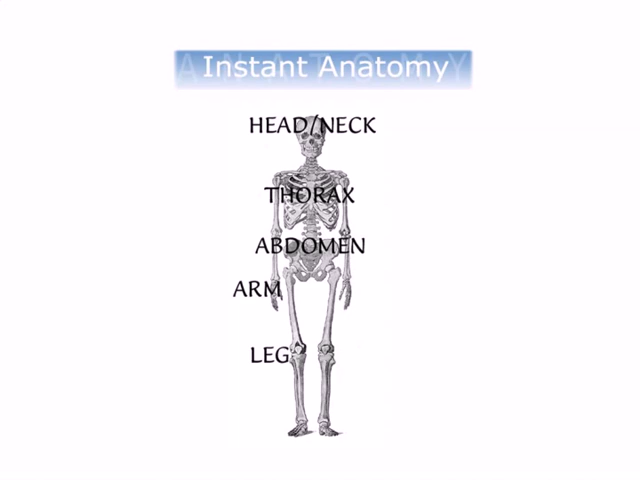 Instant Anatomy
HEAD/NECK
THORAX
ABDOMEN
ARM
LEG